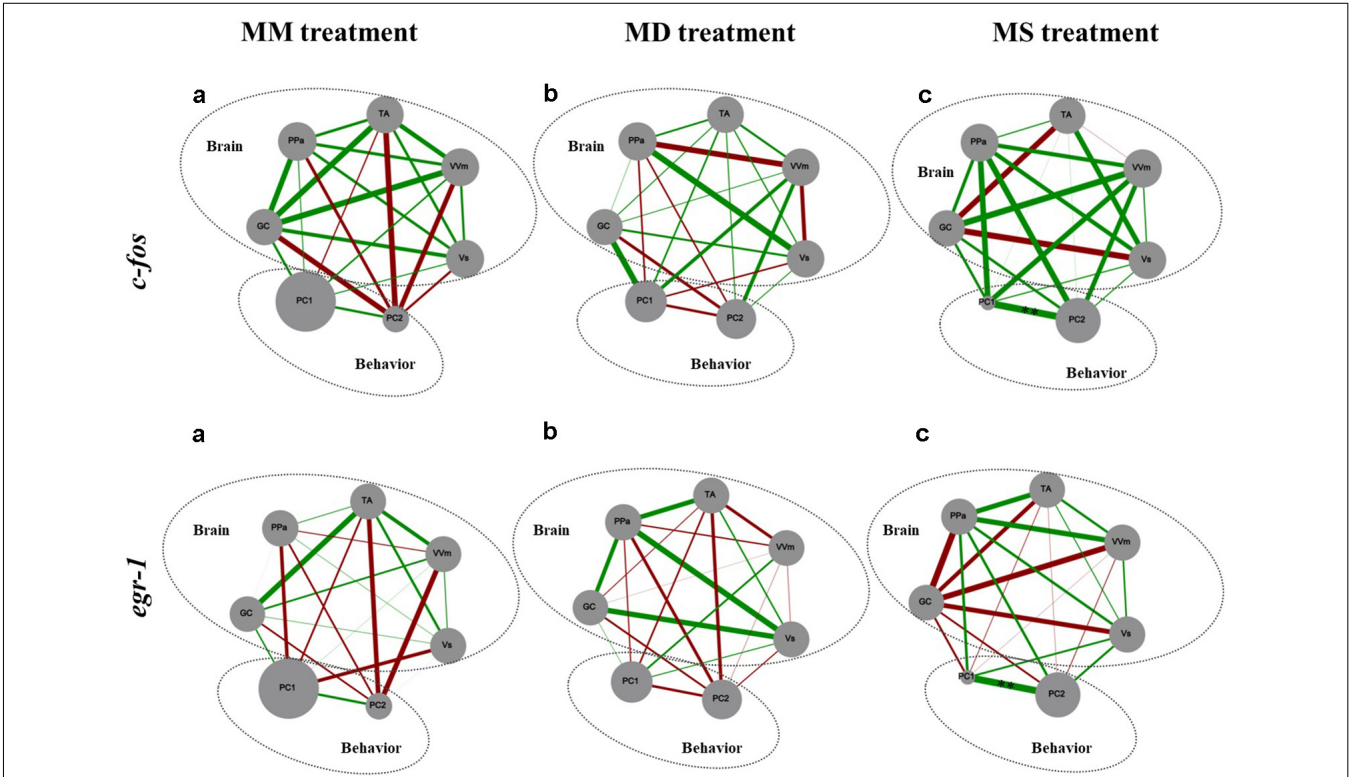 MM treatment MD treatment MS treatment
a b c
c-fos
TA TA TA
Brain PPa VVm Brain PPa VVm Brain PPa VVm
GC Vs GC Vs GC Vs
PC1 PC2 PC1 PC2 PC1 ** PC2
Behavior Behavior Behavior
a b c
egr-1
TA TA TA
Brain PPa VVm Brain PPa VVm Brain PPa VVm
GC Vs GC Vs GC Vs
PC1 PC2 PC1 PC2 PC1 ** PC2
Behavior Behavior Behavior